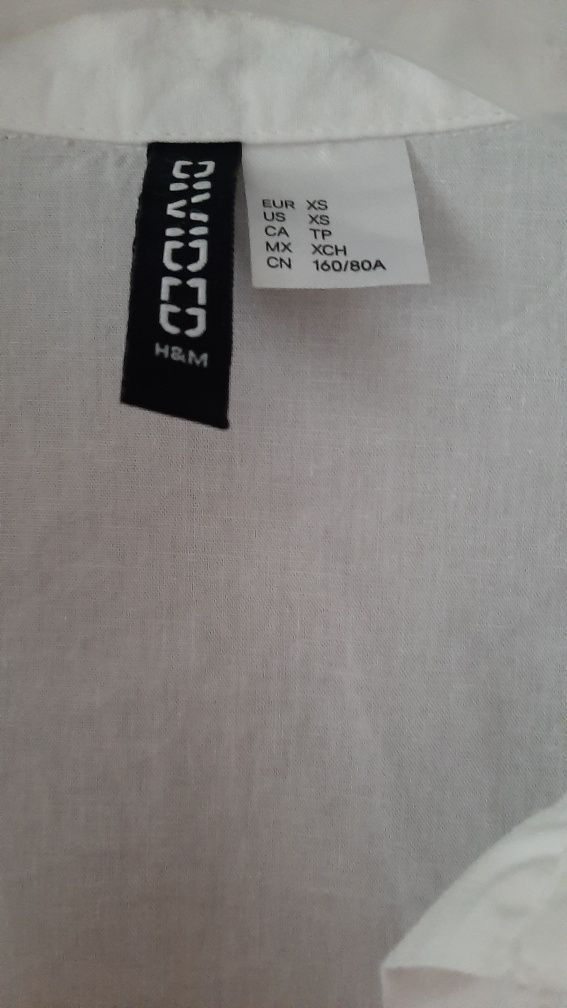 DIVIDED
H&M
EUR XS
US XS
CA TP
MX XCH
CN 160/80A